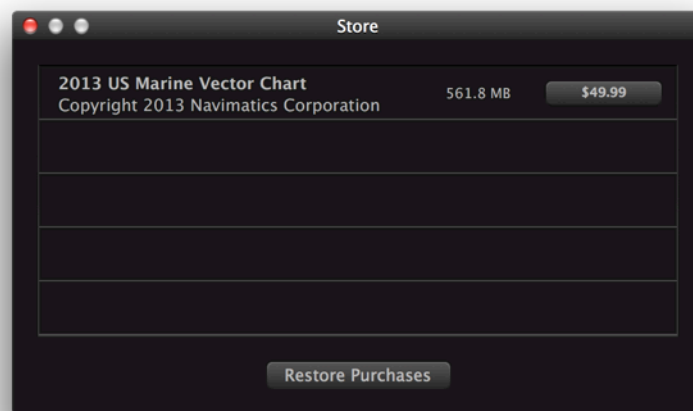 Store
2013 US Marine Vector Chart
Copyright 2013 Navimatics Corporation
561.8 MB
$49.99
Restore Purchases